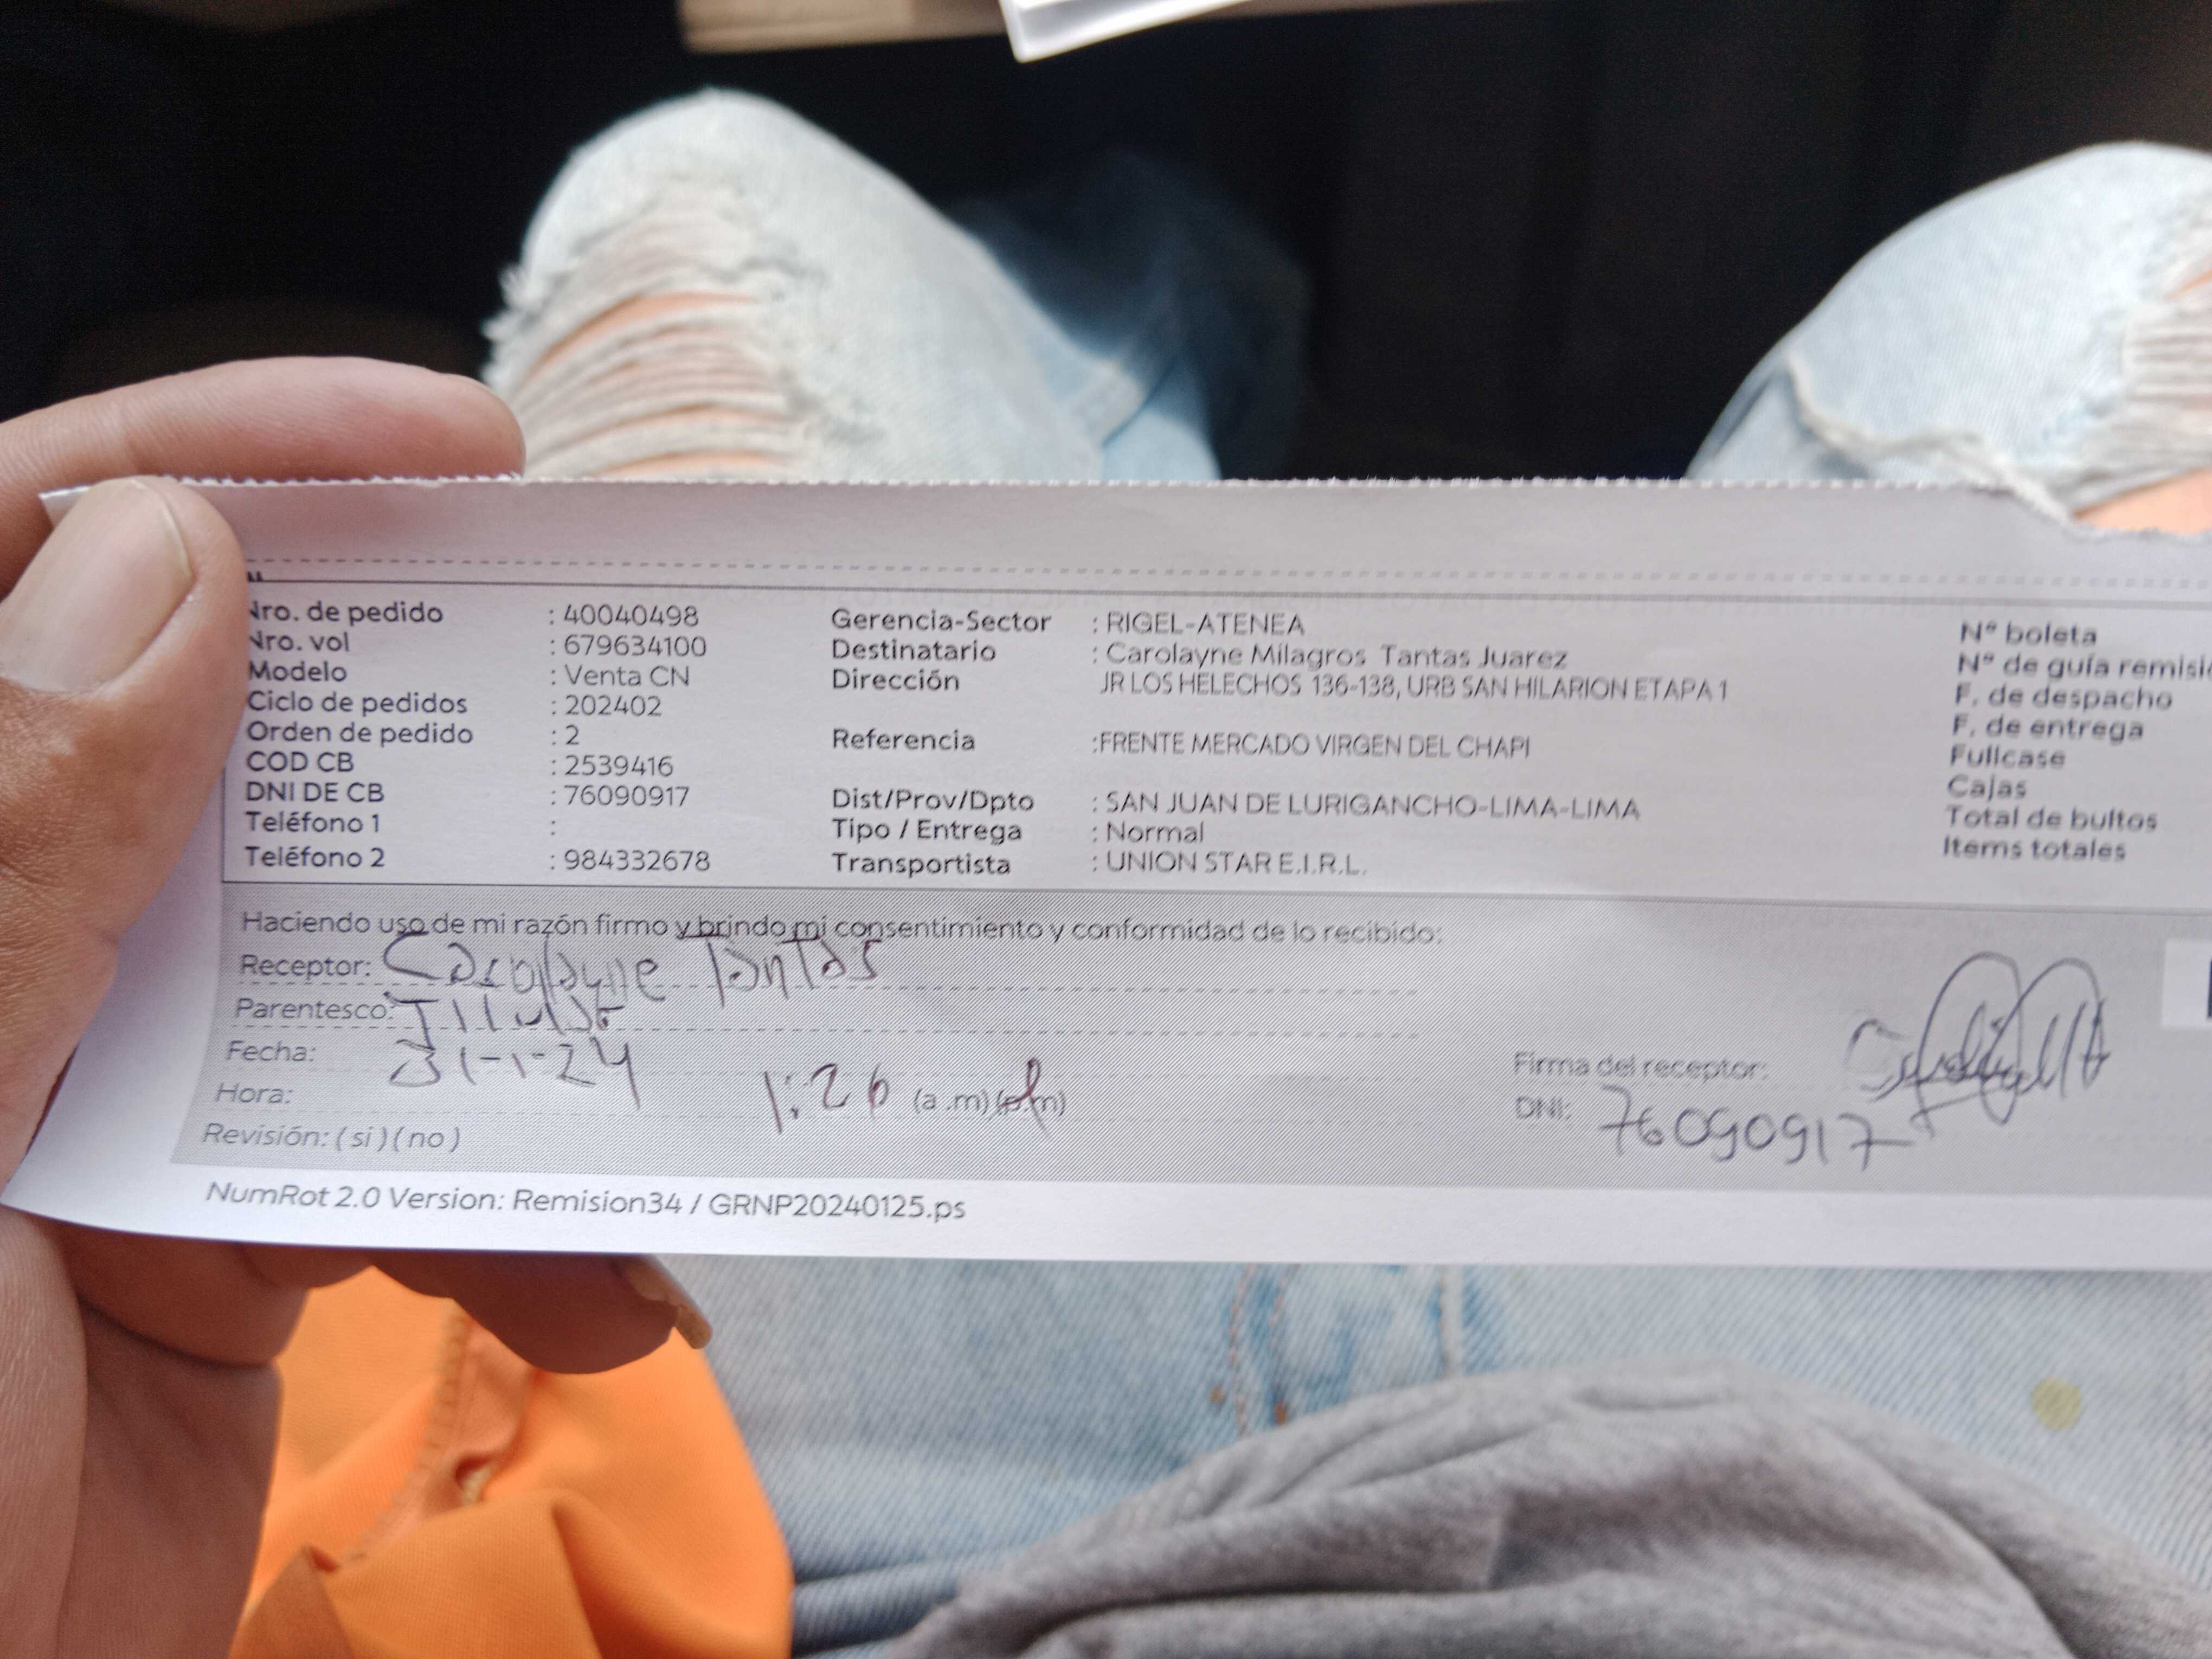 Nro. de pedido : 40040498
Nro. vol : 679634100
Modelo : Venta CN
Ciclo de pedidos : 202402
Orden de pedido : 2
COD CB : 2539416
DNI DE CB : 76090917
Teléfono 1 :
Teléfono 2 : 984332678
Gerencia-Sector : RIGEL-ATENEA
Destinatario : Carolayne Milagros Tantas Juarez
Dirección JR LOS HELECHOS 136-138, URB SAN HILARION ETAPA 1
Referencia :FRENTE MERCADO VIRGEN DEL CHAPI
Dist/Prov/Dpto : SAN JUAN DE LURIGANCHO-LIMA-LIMA
Tipo / Entrega : Normal
Transportista : UNION STAR E.I.R.L.
N° boleta
N° de guía
F. de despacho
F. de entrega
Fullcase
Cajas
Total de bultos
Items totales
Haciendo uso de mi razón firmo y brindo mi consentimiento y conformidad de lo recibido:
Receptor: Carolayne Tantas
Parentesco:
Fecha: 31-1-24
Hora: 1:26 (a .m) (p.m)
Revisión: ( si ) ( no )
Firma del receptor:
DNI: 76090917
NumRot 2.0 Version: Remision34 / GRNP20240125.ps